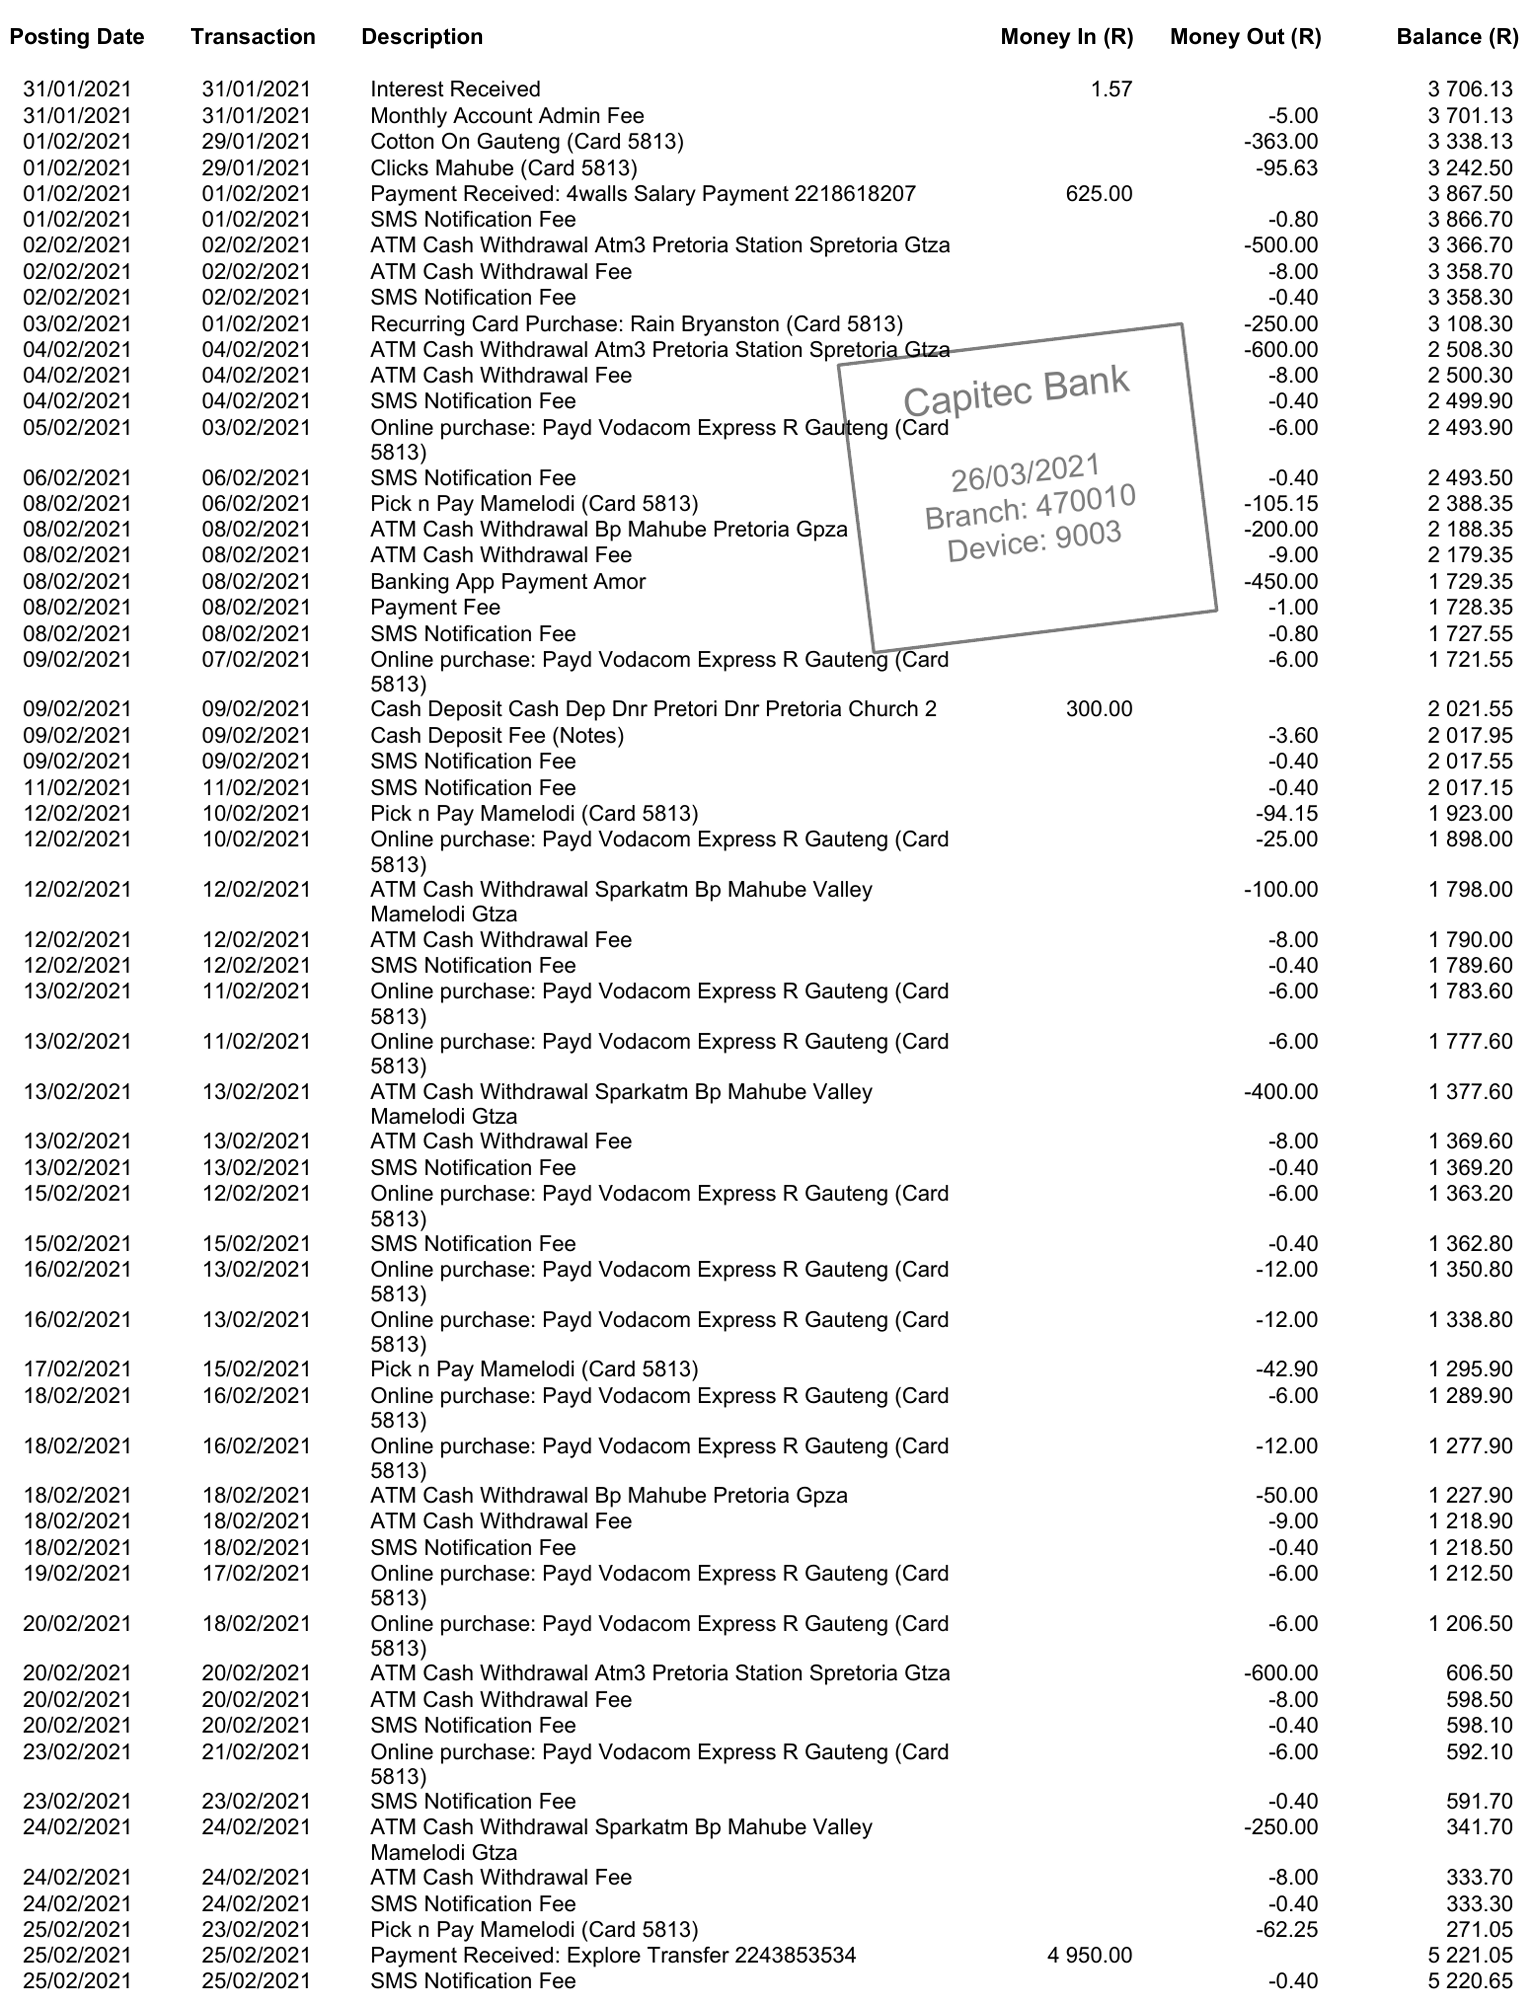 Posting Date Transaction Description Money In (R) Money Out (R) Balance (R)
31/01/2021 31/01/2021 Interest Received 1.57 3 706.13
31/01/2021 31/01/2021 Monthly Account Admin Fee -5.00 3 701.13
01/02/2021 29/01/2021 Cotton On Gauteng (Card 5813) -363.00 3 338.13
01/02/2021 29/01/2021 Clicks Mahube (Card 5813) -95.63 3 242.50
01/02/2021 01/02/2021 Payment Received: 4walls Salary Payment 2218618207 625.00 3 867.50
01/02/2021 01/02/2021 SMS Notification Fee -0.80 3 866.70
02/02/2021 02/02/2021 ATM Cash Withdrawal Atm3 Pretoria Station Spretoria Gtza -500.00 3 366.70
02/02/2021 02/02/2021 ATM Cash Withdrawal Fee -8.00 3 358.70
02/02/2021 02/02/2021 SMS Notification Fee -0.40 3 358.30
03/02/2021 01/02/2021 Recurring Card Purchase: Rain Bryanston (Card 5813) -250.00 3 108.30
04/02/2021 04/02/2021 ATM Cash Withdrawal Atm3 Pretoria Station Spretoria Gtza -600.00 2 508.30
04/02/2021 04/02/2021 ATM Cash Withdrawal Fee -8.00 2 500.30
04/02/2021 04/02/2021 SMS Notification Fee -0.40 2 499.90
05/02/2021 03/02/2021 Online purchase: Payd Vodacom Express R Gauteng (Card -6.00 2 493.90
5813)
06/02/2021 06/02/2021 SMS Notification Fee -0.40 2 493.50
08/02/2021 06/02/2021 Pick n Pay Mamelodi (Card 5813) -105.15 2 388.35
08/02/2021 08/02/2021 ATM Cash Withdrawal Bp Mahube Pretoria Gpza -200.00 2 188.35
08/02/2021 08/02/2021 ATM Cash Withdrawal Fee -9.00 2 179.35
08/02/2021 08/02/2021 Banking App Payment Amor -450.00 1 729.35
08/02/2021 08/02/2021 Payment Fee -1.00 1 728.35
08/02/2021 08/02/2021 SMS Notification Fee -0.80 1 727.55
09/02/2021 07/02/2021 Online purchase: Payd Vodacom Express R Gauteng (Card -6.00 1 721.55
5813)
Capitec Bank
26/03/2021
Branch: 470010
Device: 9003
09/02/2021 09/02/2021 Cash Deposit Cash Dep Dnr Pretori Dnr Pretoria Church 2 300.00 2 021.55
09/02/2021 09/02/2021 Cash Deposit Fee (Notes) -3.60 2 017.95
09/02/2021 09/02/2021 SMS Notification Fee -0.40 2 017.55
11/02/2021 11/02/2021 SMS Notification Fee -0.40 2 017.15
12/02/2021 10/02/2021 Pick n Pay Mamelodi (Card 5813) -94.15 1 923.00
12/02/2021 10/02/2021 Online purchase: Payd Vodacom Express R Gauteng (Card -25.00 1 898.00
5813)
12/02/2021 12/02/2021 ATM Cash Withdrawal Sparkatm Bp Mahube Valley -100.00 1 798.00
Mamelodi Gtza
12/02/2021 12/02/2021 ATM Cash Withdrawal Fee -8.00 1 790.00
12/02/2021 12/02/2021 SMS Notification Fee -0.40 1 789.60
13/02/2021 11/02/2021 Online purchase: Payd Vodacom Express R Gauteng (Card -6.00 1 783.60
5813)
13/02/2021 11/02/2021 Online purchase: Payd Vodacom Express R Gauteng (Card -6.00 1 777.60
5813)
13/02/2021 13/02/2021 ATM Cash Withdrawal Sparkatm Bp Mahube Valley -400.00 1 377.60
Mamelodi Gtza
13/02/2021 13/02/2021 ATM Cash Withdrawal Fee -8.00 1 369.60
13/02/2021 13/02/2021 SMS Notification Fee -0.40 1 369.20
15/02/2021 12/02/2021 Online purchase: Payd Vodacom Express R Gauteng (Card -6.00 1 363.20
5813)
15/02/2021 15/02/2021 SMS Notification Fee -0.40 1 362.80
16/02/2021 13/02/2021 Online purchase: Payd Vodacom Express R Gauteng (Card -12.00 1 350.80
5813)
16/02/2021 13/02/2021 Online purchase: Payd Vodacom Express R Gauteng (Card -12.00 1 338.80
5813)
17/02/2021 15/02/2021 Pick n Pay Mamelodi (Card 5813) -42.90 1 295.90
18/02/2021 16/02/2021 Online purchase: Payd Vodacom Express R Gauteng (Card -6.00 1 289.90
5813)
18/02/2021 16/02/2021 Online purchase: Payd Vodacom Express R Gauteng (Card -12.00 1 277.90
5813)
18/02/2021 18/02/2021 ATM Cash Withdrawal Bp Mahube Pretoria Gpza -50.00 1 227.90
18/02/2021 18/02/2021 ATM Cash Withdrawal Fee -9.00 1 218.90
18/02/2021 18/02/2021 SMS Notification Fee -0.40 1 218.50
19/02/2021 17/02/2021 Online purchase: Payd Vodacom Express R Gauteng (Card -6.00 1 212.50
5813)
20/02/2021 18/02/2021 Online purchase: Payd Vodacom Express R Gauteng (Card -6.00 1 206.50
5813)
20/02/2021 20/02/2021 ATM Cash Withdrawal Atm3 Pretoria Station Spretoria Gtza -600.00 606.50
20/02/2021 20/02/2021 ATM Cash Withdrawal Fee -8.00 598.50
20/02/2021 20/02/2021 SMS Notification Fee -0.40 598.10
23/02/2021 21/02/2021 Online purchase: Payd Vodacom Express R Gauteng (Card -6.00 592.10
5813)
23/02/2021 23/02/2021 SMS Notification Fee -0.40 591.70
24/02/2021 24/02/2021 ATM Cash Withdrawal Sparkatm Bp Mahube Valley -250.00 341.70
Mamelodi Gtza
24/02/2021 24/02/2021 ATM Cash Withdrawal Fee -8.00 333.70
24/02/2021 24/02/2021 SMS Notification Fee -0.40 333.30
25/02/2021 23/02/2021 Pick n Pay Mamelodi (Card 5813) -62.25 271.05
25/02/2021 25/02/2021 Payment Received: Explore Transfer 2243853534 4 950.00 5 221.05
25/02/2021 25/02/2021 SMS Notification Fee -0.40 5 220.65